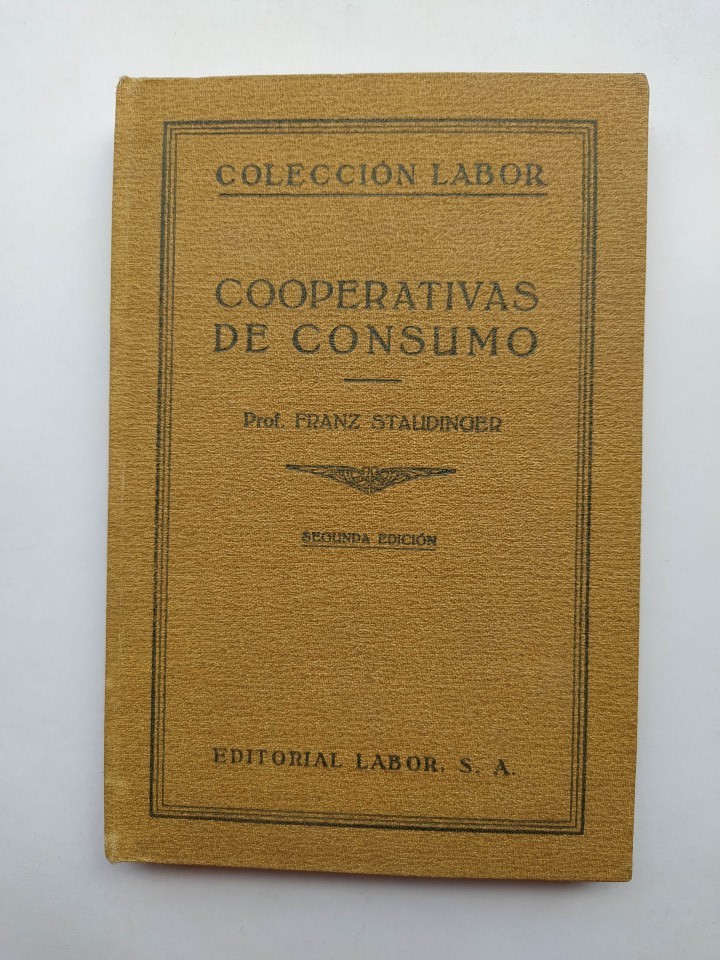 COLECCIÓN LABOR
COOPERATIVAS
DE CONSUMO
Prof. FRANZ STAUDINGER
SEGUNDA EDICIÓN
EDITORIAL LABOR, S. A.